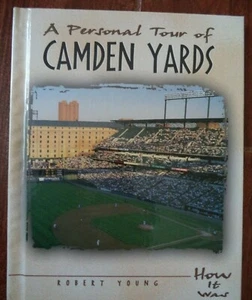 A Personal Tour of
CAMDEN YARDS
ROBERT YOUNG
How
It
Was